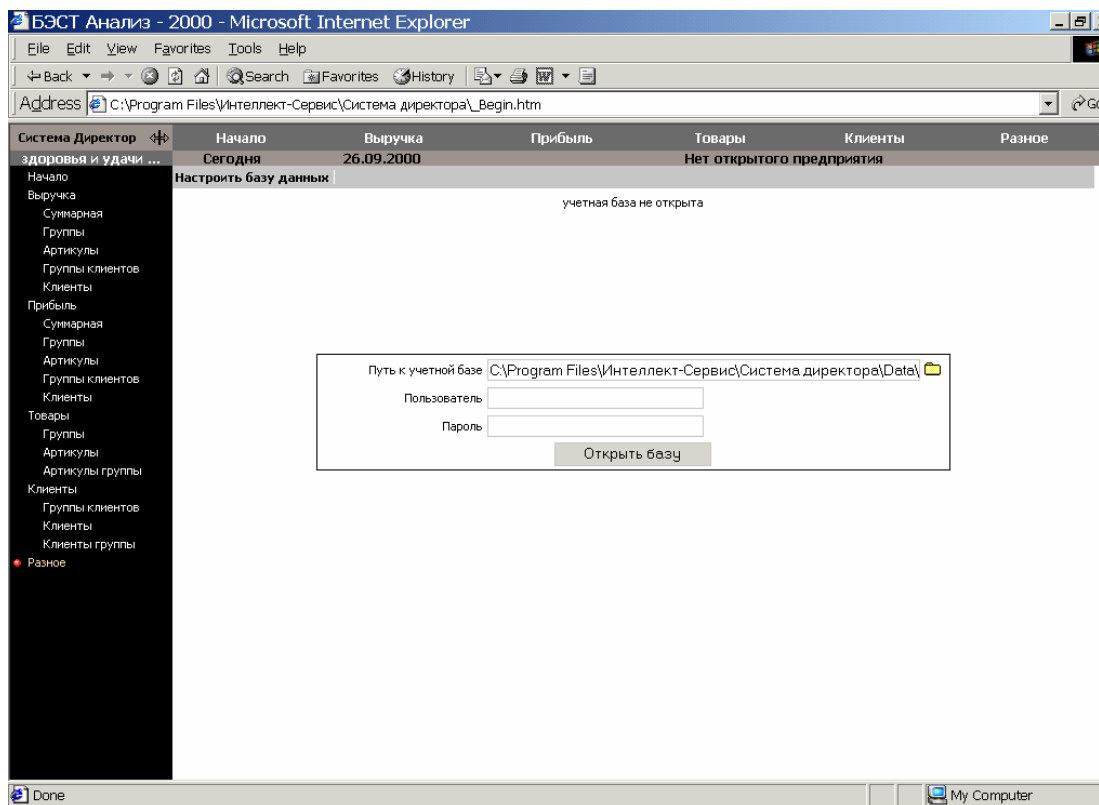 БЭСТ Анализ - 2000 - Microsoft Internet Explorer
File Edit View Favorites Tools Help
Back Search Favorites History
Address C:\Program Files\Интеллект-Сервис\Система директора\_Begin.htm Go
Система Директор Начало Выручка Прибыль Товары Клиенты Разное
здоровья и удачи ... Сегодня 26.09.2000 Нет открытого предприятия
Начало Настроить базу данных
Выручка
учетная база не открыта
Суммарная
Группы
Артикулы
Группы клиентов
Клиенты
Прибыль
Суммарная
Группы
Артикулы
Группы клиентов
Клиенты
Товары
Группы
Артикулы
Артикулы группы
Клиенты
Группы клиентов
Клиенты
Клиенты группы
Разное
Путь к учетной базе C:\Program Files\Интеллект-Сервис\Система директора\Data\
Пользователь
Пароль
Открыть базу
Done My Computer